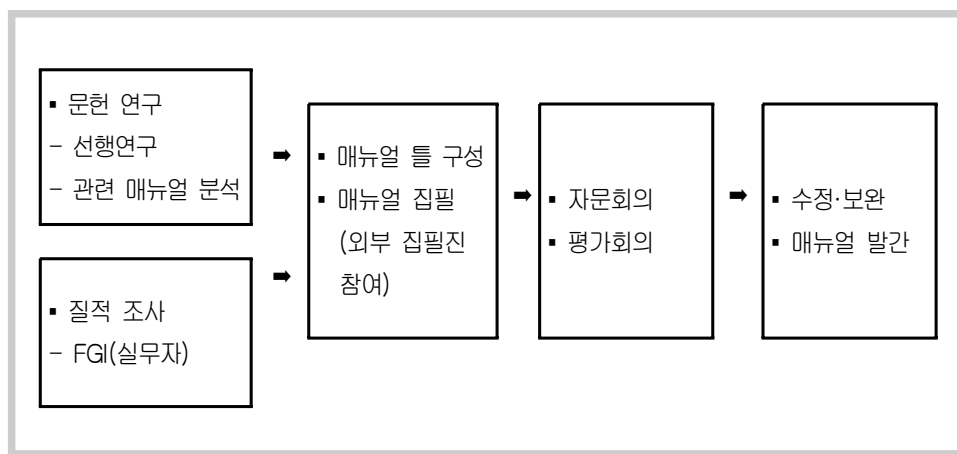 ▪ 문헌 연구
- 선행연구
- 관련 매뉴얼 분석
▪ 질적 조사
- FGI(실무자)
➡
➡
▪ 매뉴얼 틀 구성
▪ 매뉴얼 집필
(외부 집필진
참여)
➡
▪ 자문회의
▪ 평가회의
➡
▪ 수정·보완
▪ 매뉴얼 발간